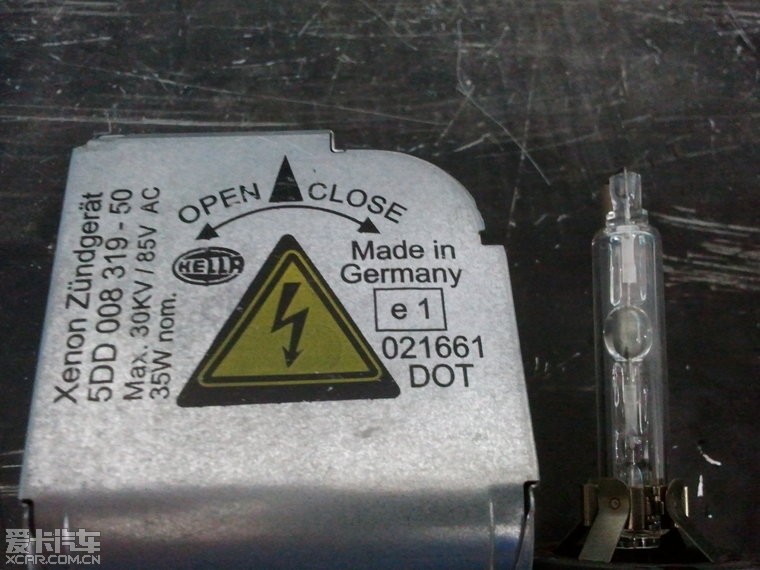 OPEN CLOSE
HELLA
Made in
Germany
e 1
021661
DOT
Xenon Zündgerät
5DD 008 319 - 50
Max. 30KV / 85V AC
35W nom.
爱卡汽车
XCAR.COM.CN